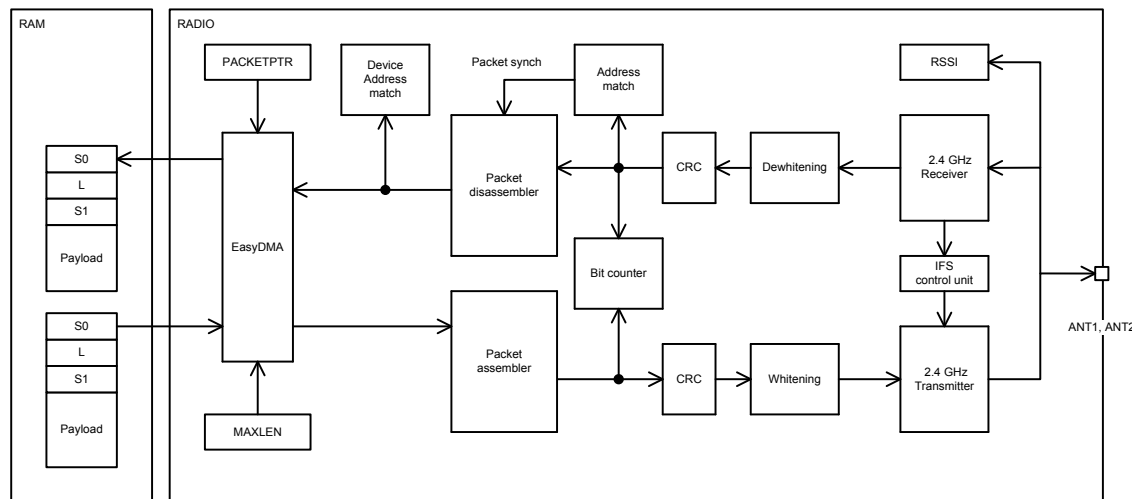 RAM
RADIO
PACKETPTR
Device
Address
match
Packet synch
Address
match
RSSI
S0
L
S1
Payload
EasyDMA
Packet
disassembler
CRC
Dewhitening
2.4 GHz
Receiver
Bit counter
IFS
control unit
ANT1, ANT2
S0
L
S1
Payload
MAXLEN
Packet
assembler
CRC
Whitening
2.4 GHz
Transmitter